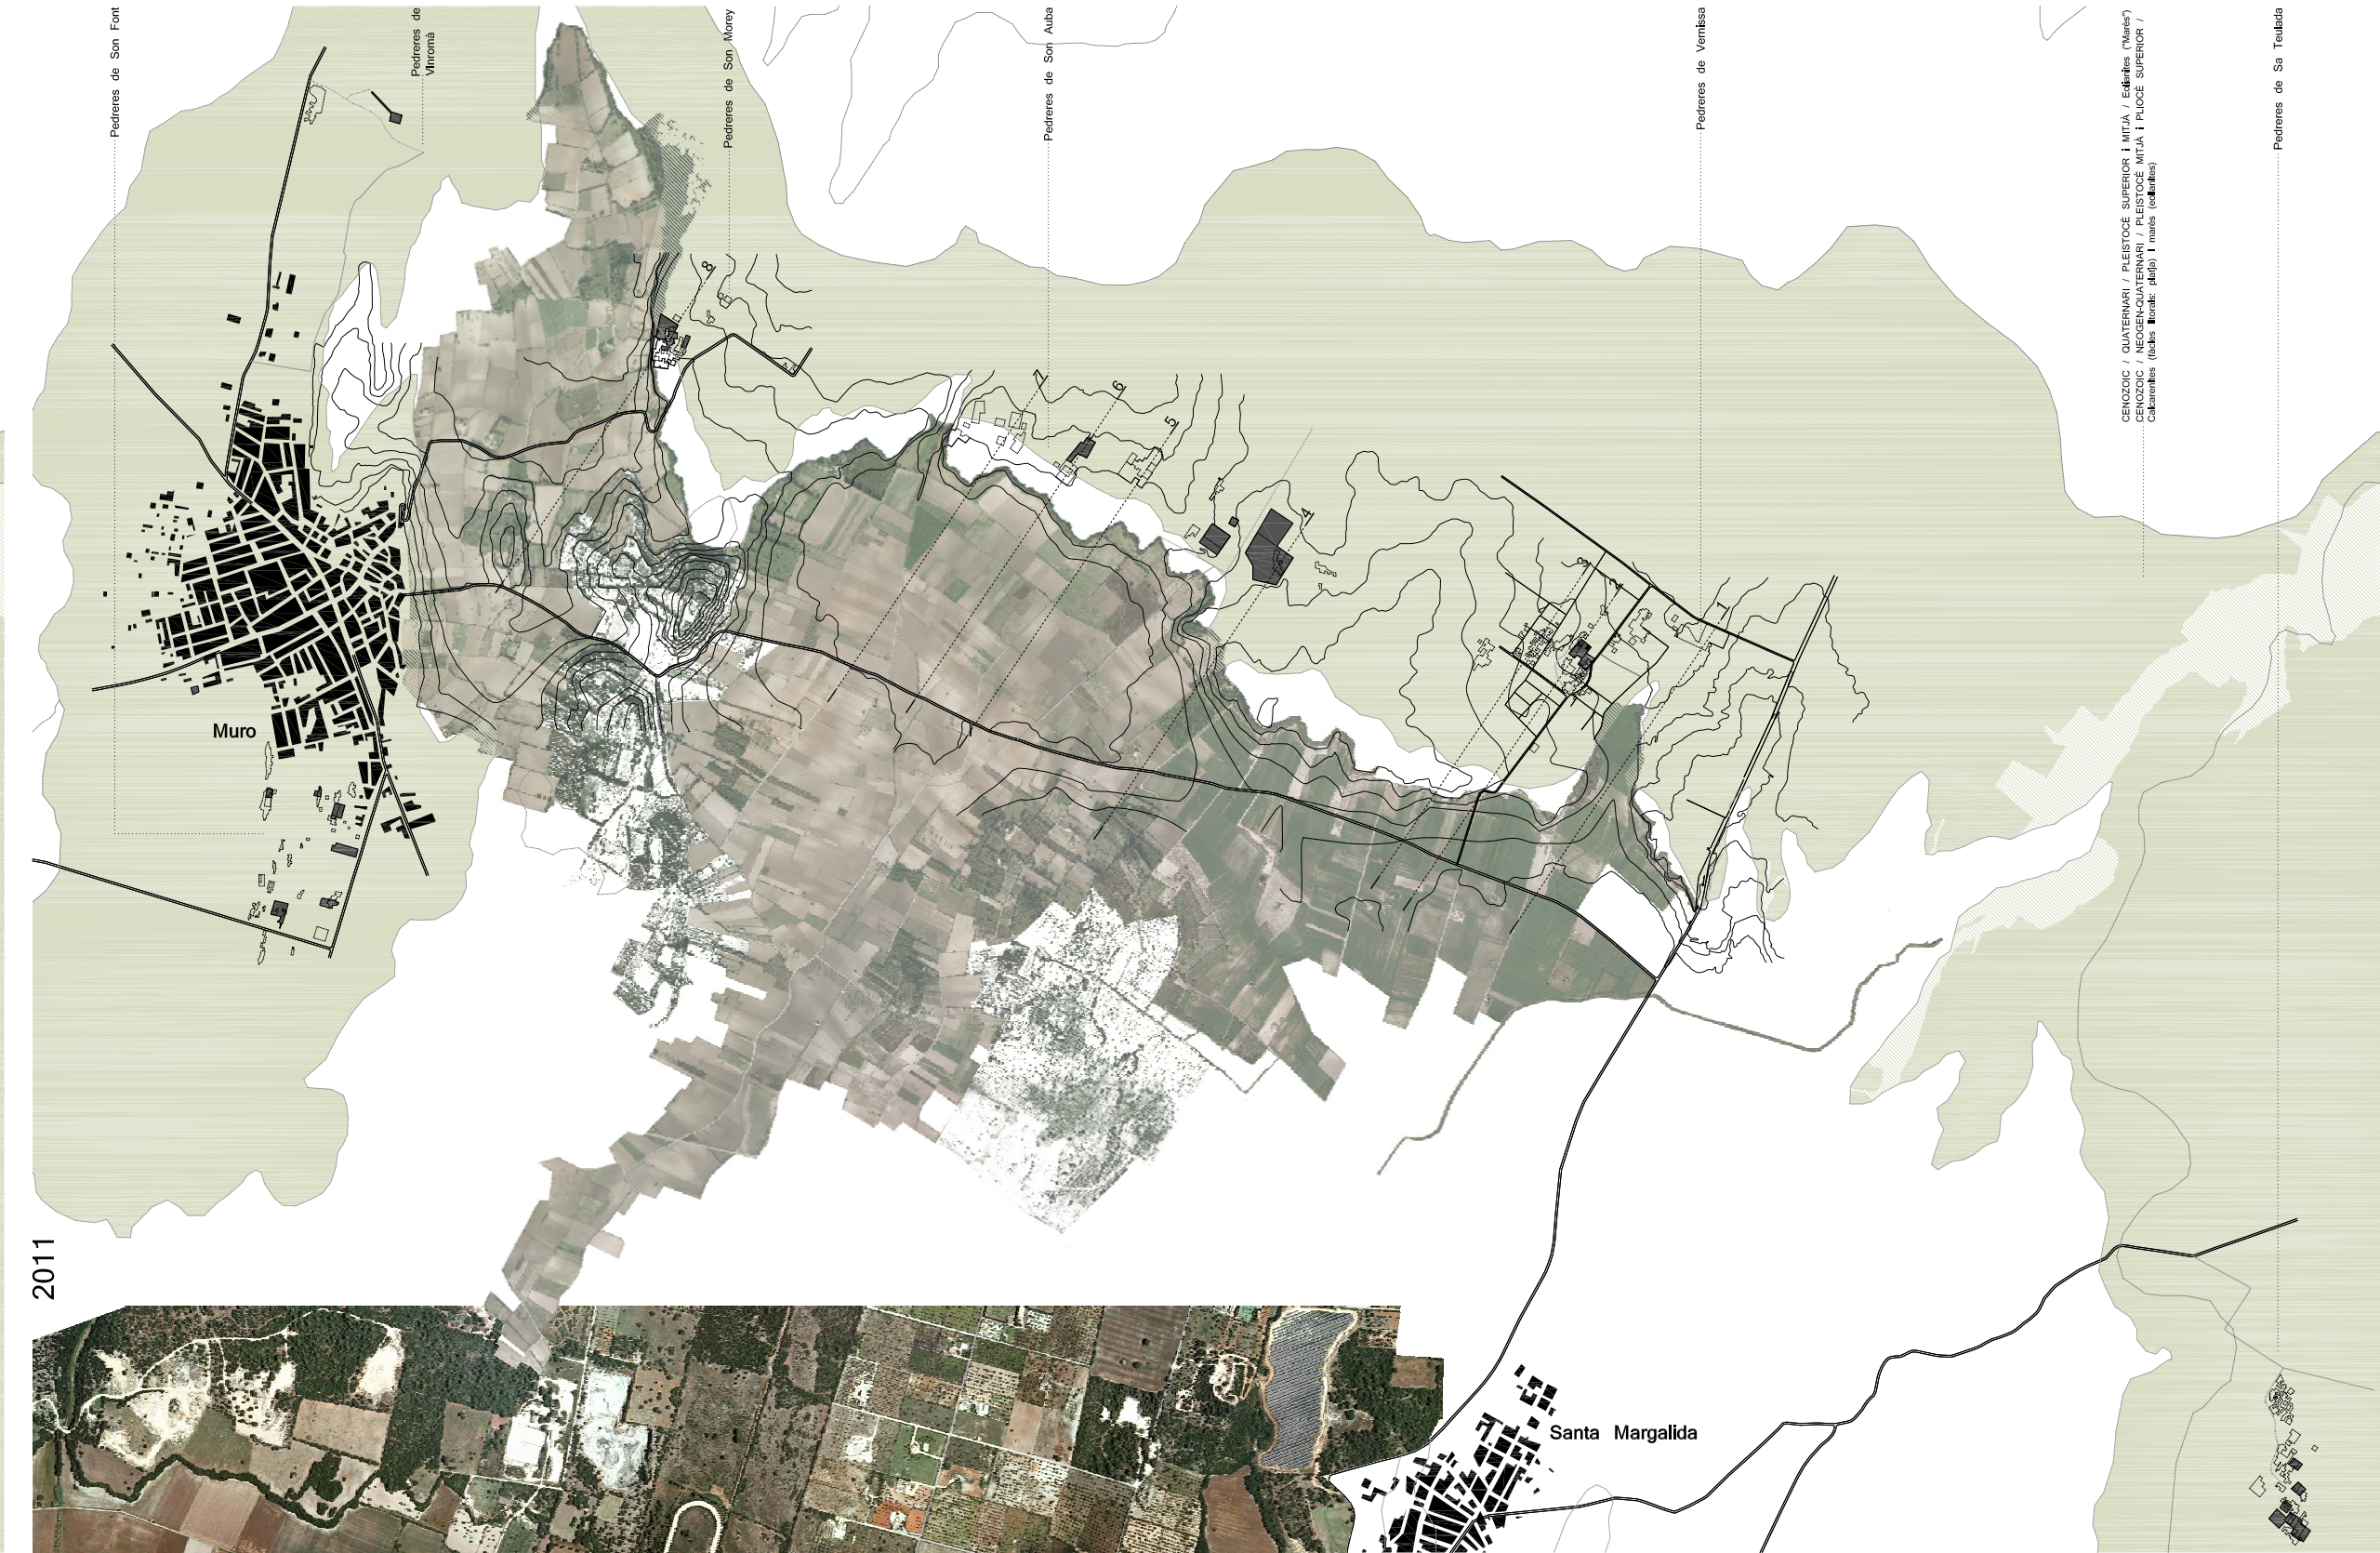 Pedreres de Son Font
Pedreres de
Vinromà
Pedreres de Son Morey
Pedreres de Son Auba
Pedreres de Vernissa
CENOZOIC / QUATERNARI / PLEISTOCÈ SUPERIOR i MITJÀ / Eolianites ("Marès")
CENOZOIC / NEOGEN-QUATERNARI / PLEISTOCÈ MITJÀ i PLIOCÈ SUPERIOR /
Calcarenites (fàcies litorals: platja) i marès (eolianites)
Pedreres de Sa Teulada
8
7
6
5
4
3
2
1
Muro
2011
Santa Margalida